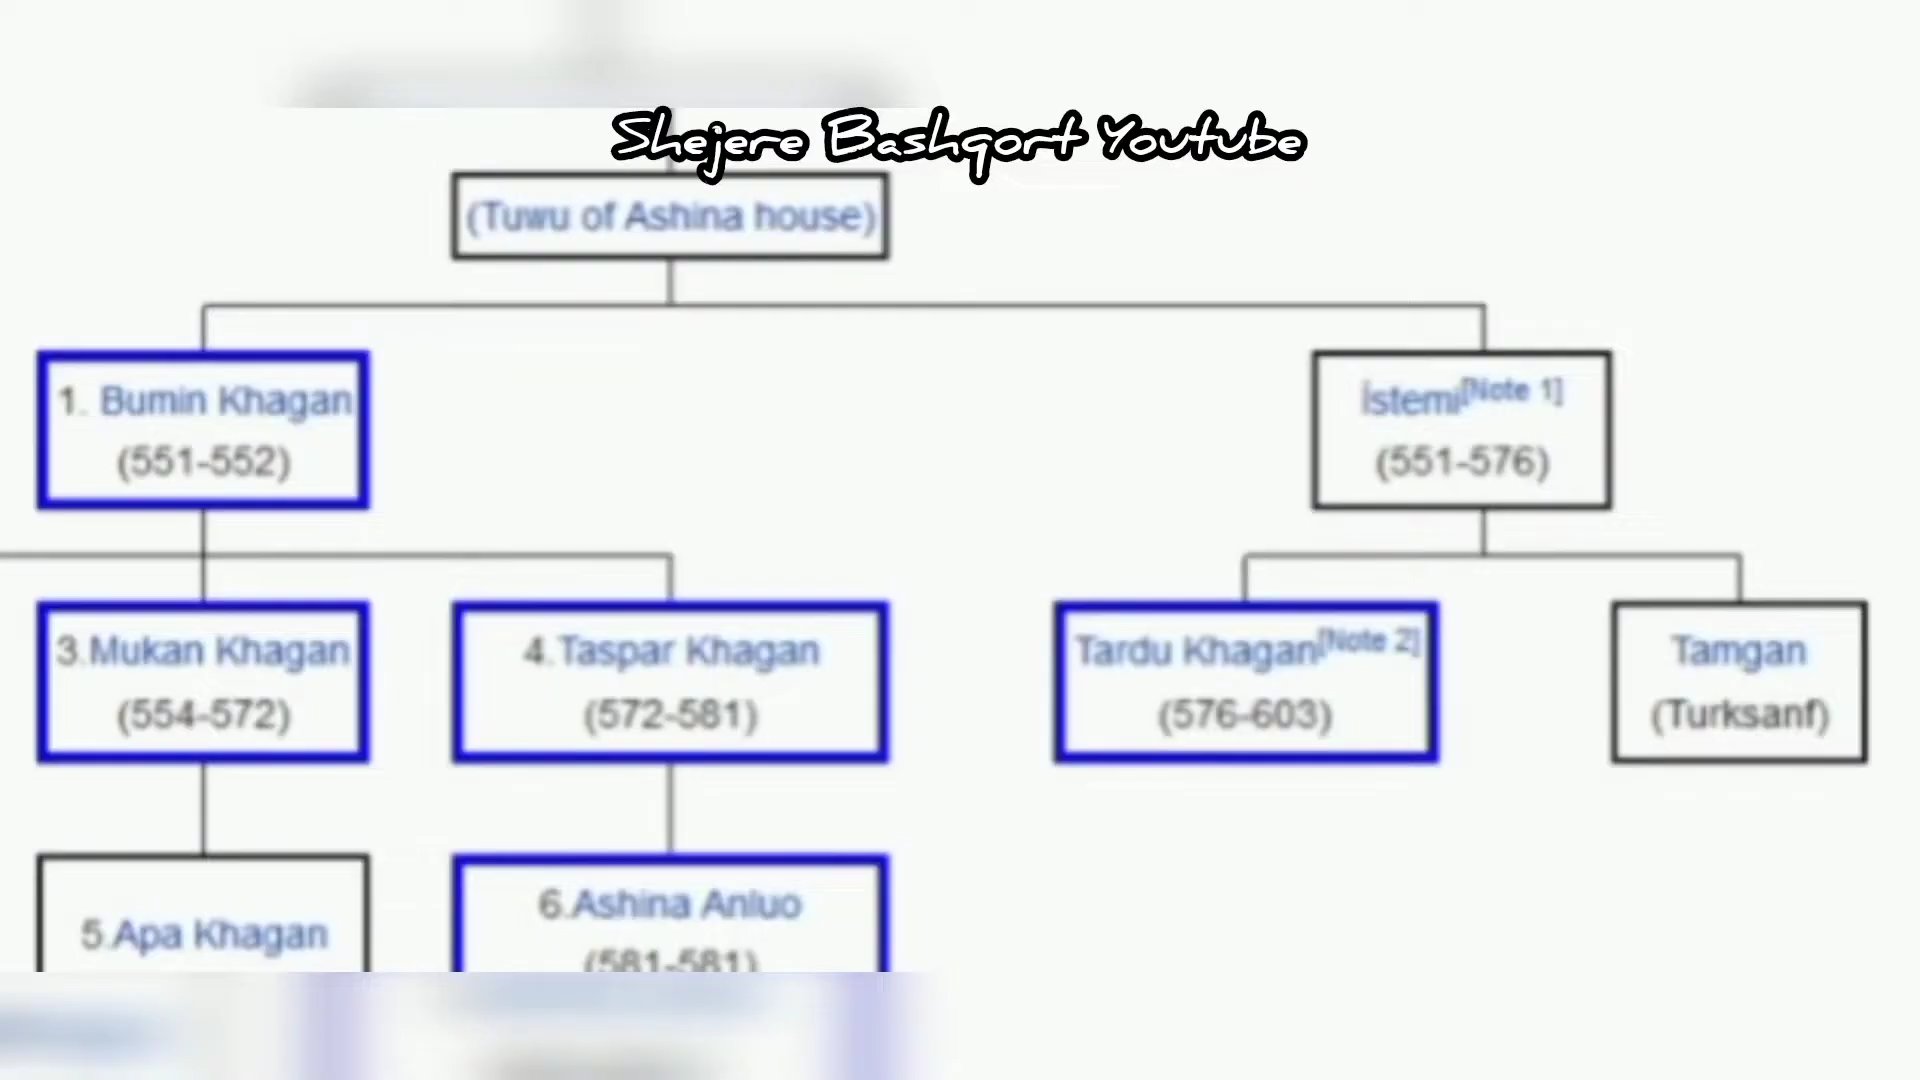 Shejere Bashqort Youtube
(Tuwu of Ashina house)
1. Bumin Khagan
(551-552)
İstemi[Note 1]
(551-576)
3.Mukan Khagan
(554-572)
4.Taspar Khagan
(572-581)
Tardu Khagan[Note 2]
(576-603)
Tamgan
(Turksanf)
5.Apa Khagan
6.Ashina Anluo
(581-581)